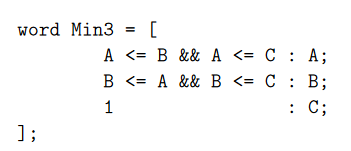 word Min3 = [
A <= B && A <= C : A;
B <= A && B <= C : B;
1 : C;
];